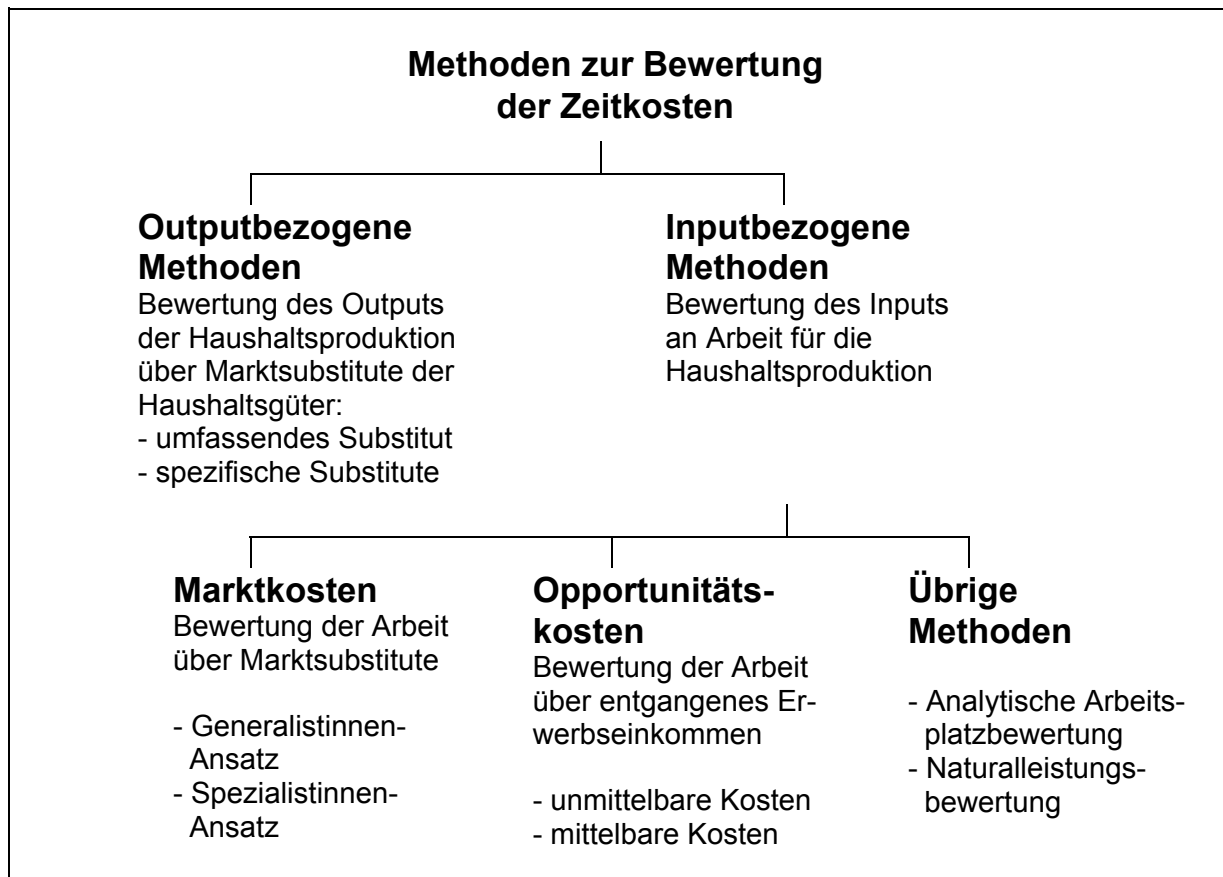 Methoden zur Bewertung
der Zeitkosten
Outputbezogene
Methoden
Bewertung des Outputs
der Haushaltsproduktion
über Marktsubstitute der
Haushaltsgüter:
- umfassendes Substitut
- spezifische Substitute
Inputbezogene
Methoden
Bewertung des Inputs
an Arbeit für die
Haushaltsproduktion
Marktkosten
Bewertung der Arbeit
über Marktsubstitute
- Generalistinnen-
Ansatz
- Spezialistinnen-
Ansatz
Opportunitäts-
kosten
Bewertung der Arbeit
über entgangenes Er-
werbseinkommen
- unmittelbare Kosten
- mittelbare Kosten
Übrige
Methoden
- Analytische Arbeits-
platzbewertung
- Naturalleistungs-
bewertung